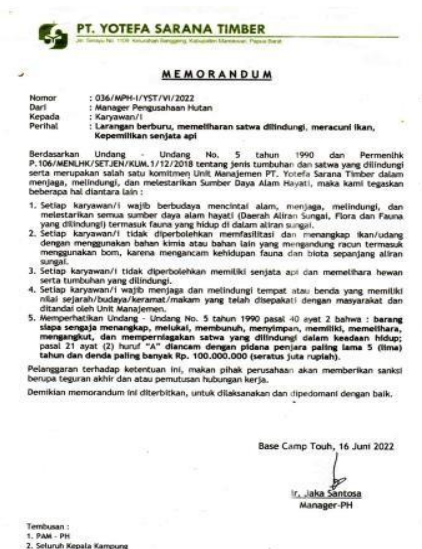 PT. YOTEFA SARANA TIMBER
MEMORANDUM
Nomor : 036/MPH-I/YST/VI/2022
Dari : Manager Pengusahaan Hutan
Kepada : Karyawan/i
Perihal : Larangan berburu, memeliharan satwa dilindungi, meracuni ikan,
Kepemilikan senjata api
Berdasarkan Undang - Undang No. 5 tahun 1990 dan Permenlhk
P.106/MENLHK/SETJEN/KUM.1/12/2018 tentang jenis tumbuhan dan satwa yang dilindungi
serta merupakan salah satu komitmen Unit Manajemen PT. Yotefa Sarana Timber dalam
menjaga, melindungi, dan melestarikan Sumber Daya Alam Hayati, maka kami tegaskan
beberapa hal diantara lain :
1. Setiap karyawan/i wajib berbudaya mencintai alam, menjaga, melindungi, dan
melestarikan semua sumber daya alam hayati (Daerah Aliran Sungai, Flora dan Fauna
yang dilindungi) termasuk fauna yang hidup di dalam aliran sungai.
2. Setiap karyawan/i tidak diperbolehkan memfasilitasi dan menangkap ikan/udang
dengan menggunakan bahan kimia atau bahan lain yang mengandung racun termasuk
menggunakan bom, karena mengancam kehidupan fauna dan biota sepanjang aliran
sungai.
3. Setiap karyawan/i tidak diperbolehkan memiliki senjata api dan memelihara hewan
serta tumbuhan yang dilindungi.
4. Setiap karyawan/i wajib menjaga dan melindungi tempat atau benda yang memiliki
nilai sejarah/budaya/keramat/makam yang telah disepakati dengan masyarakat dan
ditandai oleh Unit Manajemen.
5. Memperhatikan Undang - Undang No. 5 tahun 1990 pasal 40 ayat 2 bahwa : barang
siapa sengaja menangkap, melukai, membunuh, menyimpan, memiliki, memelihara,
mengangkut, dan memperniagakan satwa yang dilindungi dalam keadaan hidup;
pasal 21 ayat (2) huruf "A" diancam dengan pidana penjara paling lama 5 (lima)
tahun dan denda paling banyak Rp. 100.000.000 (seratus juta rupiah).
Pelanggaran terhadap ketentuan ini, makan pihak perusahaan akan memberikan sanksi
berupa teguran akhir dan atau pemutusan hubungan kerja.
Demikian memorandum ini diterbitkan, untuk dilaksanakan dan dipedomani dengan baik.
Base Camp Touh, 16 Juni 2022
Ir. Jaka Santosa
Manager-PH
Tembusan :
1. PAM - PH
2. Seluruh Kepala Kampung